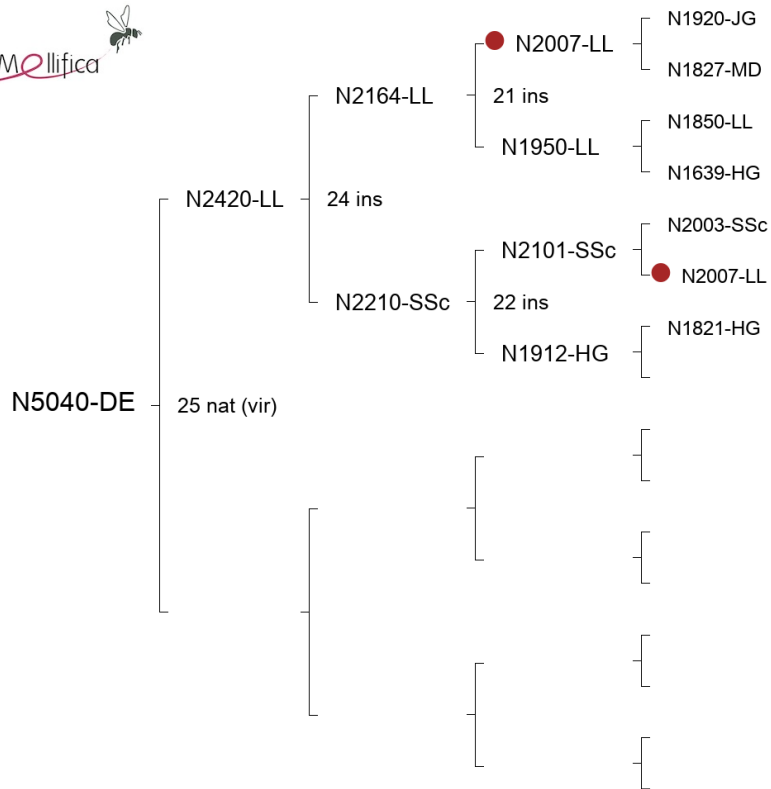 Mellifica
N1920-JG
N2007-LL
N1827-MD
N2164-LL
21 ins
N1850-LL
N1950-LL
N1639-HG
N2420-LL
24 ins
N2003-SSc
N2101-SSc
N2007-LL
N2210-SSc
22 ins
N1821-HG
N1912-HG
N5040-DE
25 nat (vir)